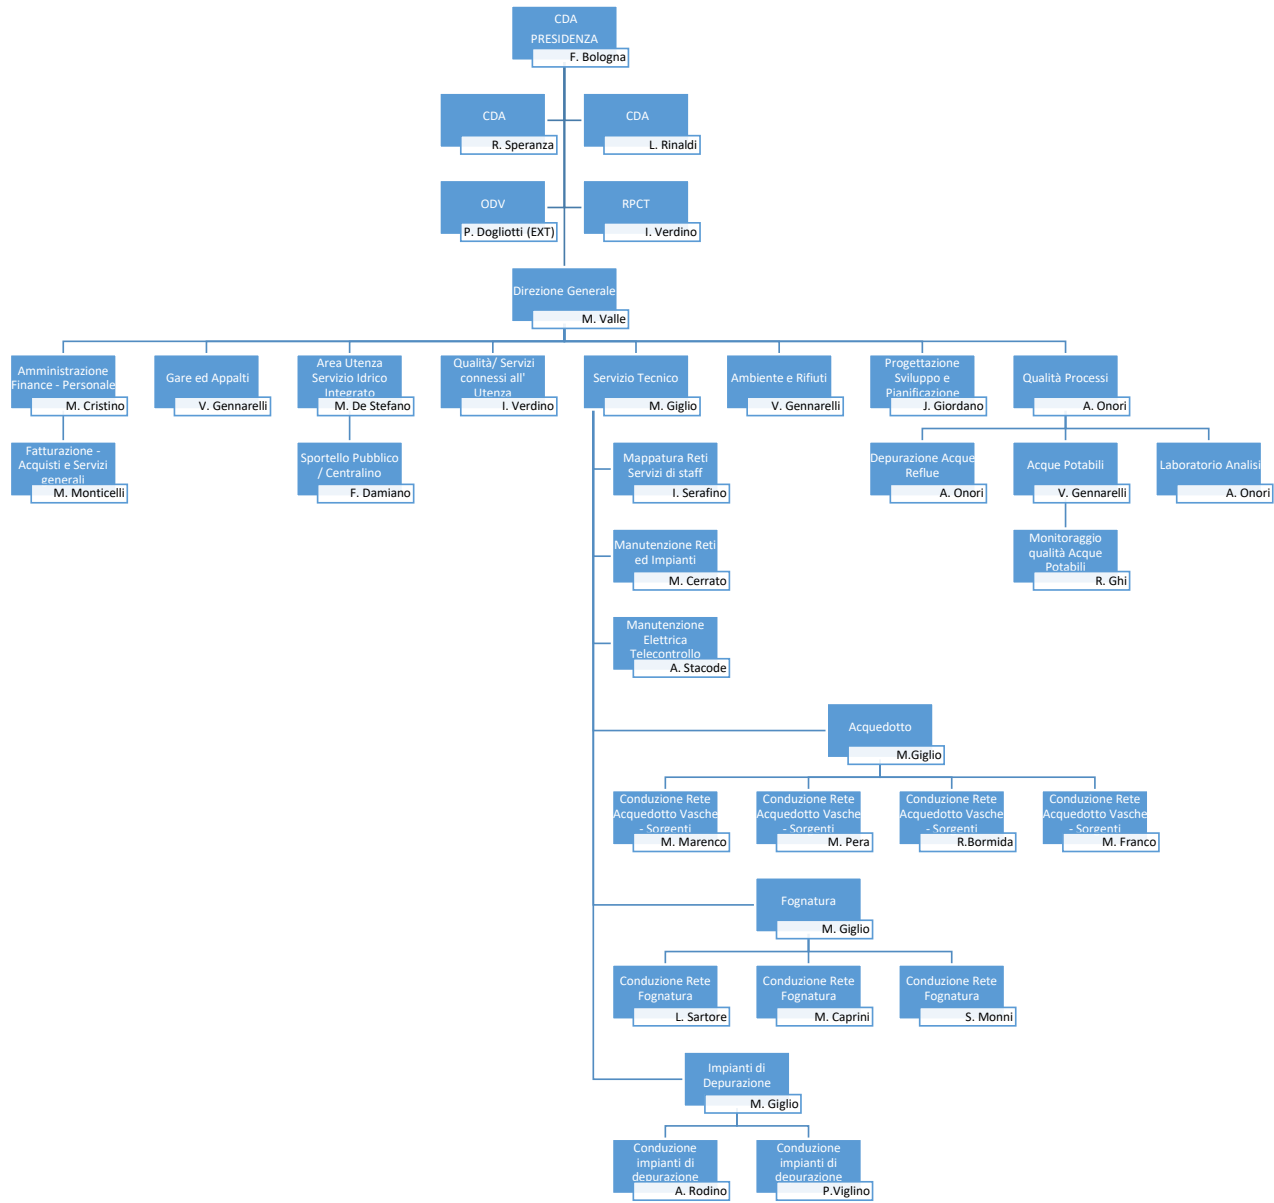 CDA
PRESIDENZA
F. Bologna
CDA
R. Speranza
CDA
L. Rinaldi
ODV
P. Dogliotti (EXT)
RPCT
I. Verdino
Direzione Generale
M. Valle
Amministrazione
Finance - Personale
M. Cristino
Gare ed Appalti
V. Gennarelli
Area Utenza
Servizio Idrico
Integrato
M. De Stefano
Qualità/ Servizi
connessi all'
Utenza
I. Verdino
Servizio Tecnico
M. Giglio
Ambiente e Rifiuti
V. Gennarelli
Progettazione
Sviluppo e
Pianificazione
J. Giordano
Qualità Processi
A. Onori
Fatturazione -
Acquisti e Servizi
generali
M. Monticelli
Sportello Pubblico
/ Centralino
F. Damiano
Mappatura Reti
Servizi di staff
I. Serafino
Depurazione Acque
Reflue
A. Onori
Acque Potabili
V. Gennarelli
Laboratorio Analisi
A. Onori
Manutenzione Reti
ed Impianti
M. Cerrato
Monitoraggio
qualità Acque
Potabili
R. Ghi
Manutenzione
Elettrica
Telecontrollo
A. Stacode
Acquedotto
M.Giglio
Conduzione Rete
Acquedotto Vasche
- Sorgenti
M. Marenco
Conduzione Rete
Acquedotto Vasche
- Sorgenti
M. Pera
Conduzione Rete
Acquedotto Vasche
- Sorgenti
R.Bormida
Conduzione Rete
Acquedotto Vasche
- Sorgenti
M. Franco
Fognatura
M. Giglio
Conduzione Rete
Fognatura
L. Sartore
Conduzione Rete
Fognatura
M. Caprini
Conduzione Rete
Fognatura
S. Monni
Impianti di
Depurazione
M. Giglio
Conduzione
impianti di
depurazione
A. Rodino
Conduzione
impianti di
depurazione
P.Viglino